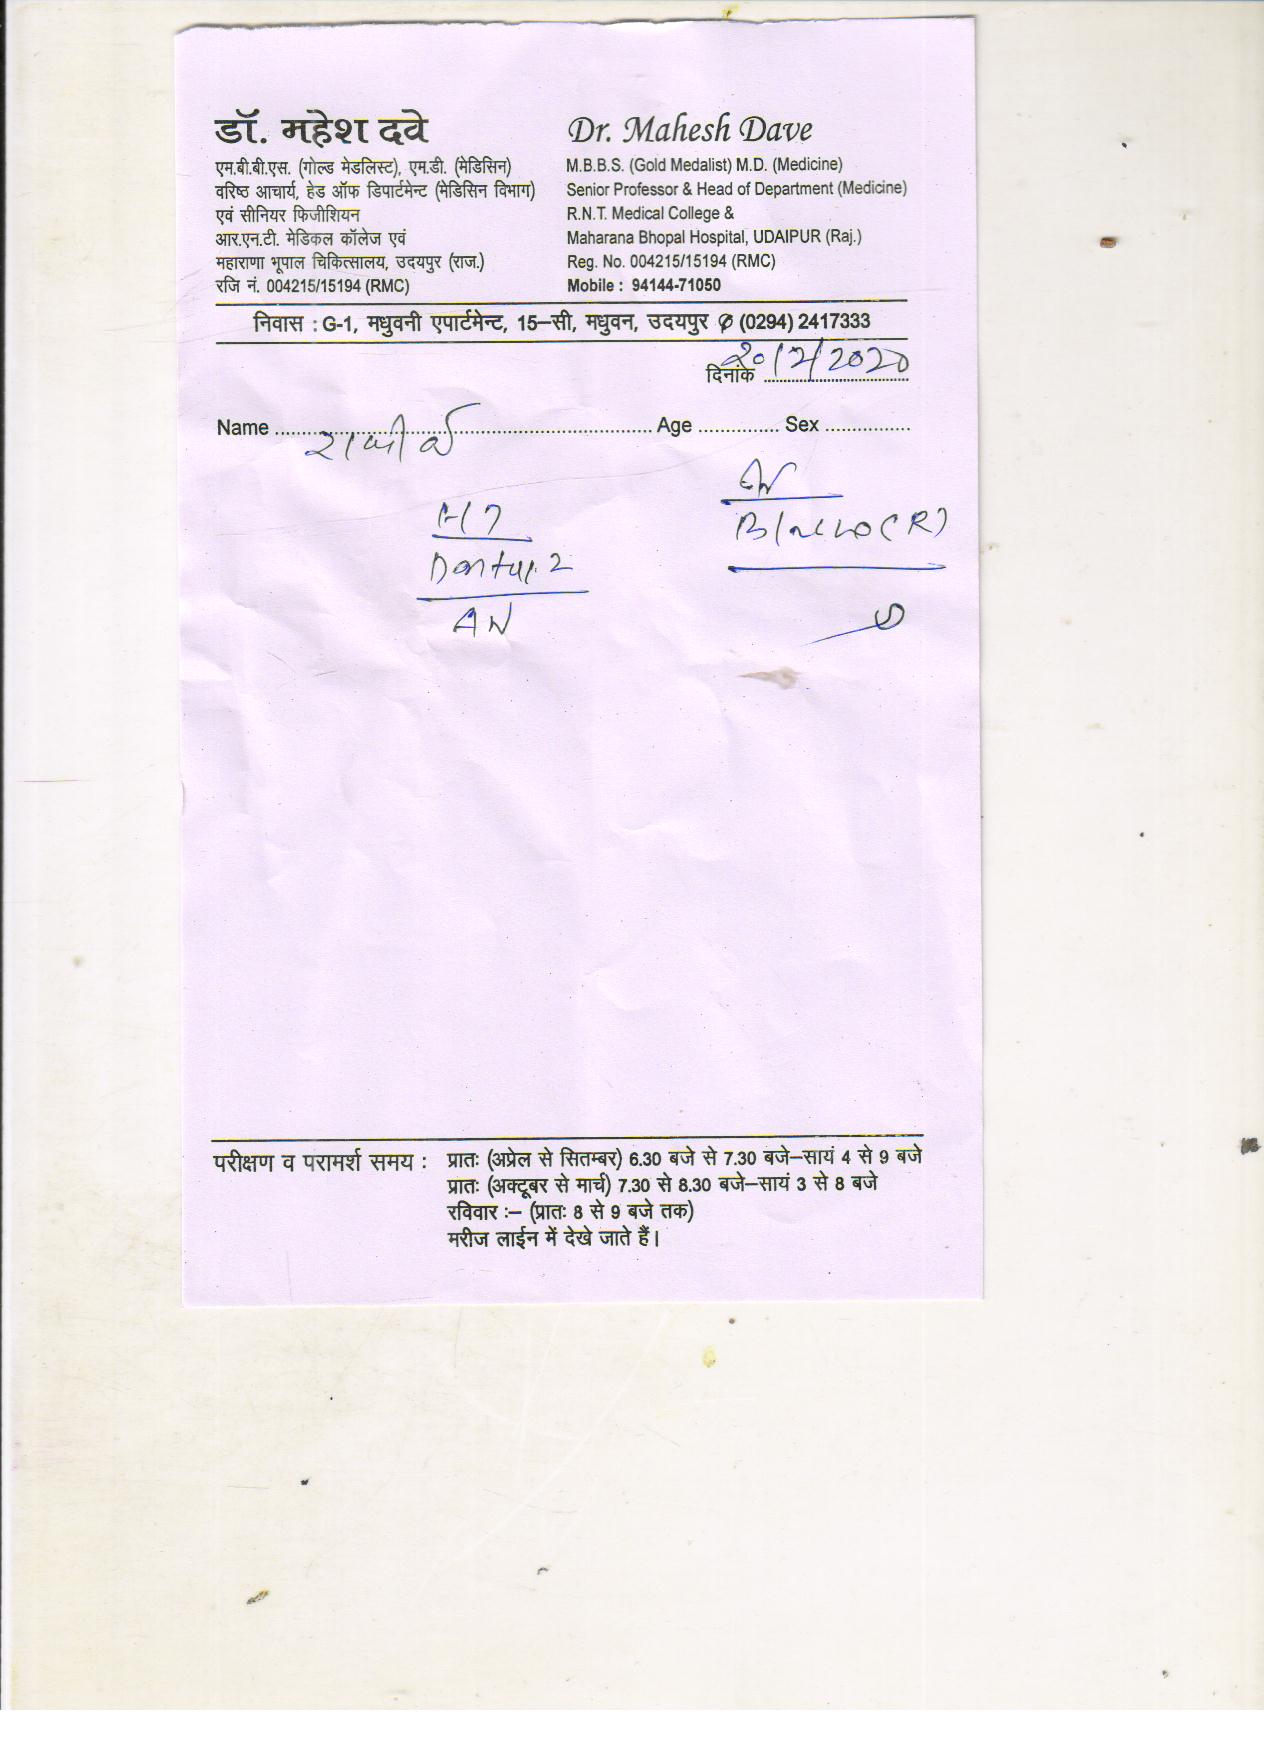 डॉ. महेश दवे
एम.बी.बी.एस. (गोल्ड मेडलिस्ट), एम.डी. (मेडिसिन)
वरिष्ठ आचार्य, हेड ऑफ डिपार्टमेन्ट (मेडिसिन विभाग)
एवं सीनियर फिजीशियन
आर.एन.टी. मेडिकल कॉलेज एवं
महाराणा भूपाल चिकित्सालय, उदयपुर (राज.)
रजि नं. 004215/15194 (RMC)
Dr. Mahesh Dave
M.B.B.S. (Gold Medalist) M.D. (Medicine)
Senior Professor & Head of Department (Medicine)
R.N.T. Medical College &
Maharana Bhopal Hospital, UDAIPUR (Raj.)
Reg. No. 004215/15194 (RMC)
Mobile : 94144-71050
निवास : G-1, मधुवनी एपार्टमेन्ट, 15–सी, मधुवन, उदयपुर ✆ (0294) 2417333
दिनांक 20/2/2020
Name Age Sex
परीक्षण व परामर्श समय : प्रातः (अप्रेल से सितम्बर) 6.30 बजे से 7.30 बजे–सायं 4 से 9 बजे
प्रातः (अक्टूबर से मार्च) 7.30 से 8.30 बजे–सायं 3 से 8 बजे
रविवार :– (प्रातः 8 से 9 बजे तक)
मरीज लाईन में देखे जाते हैं।